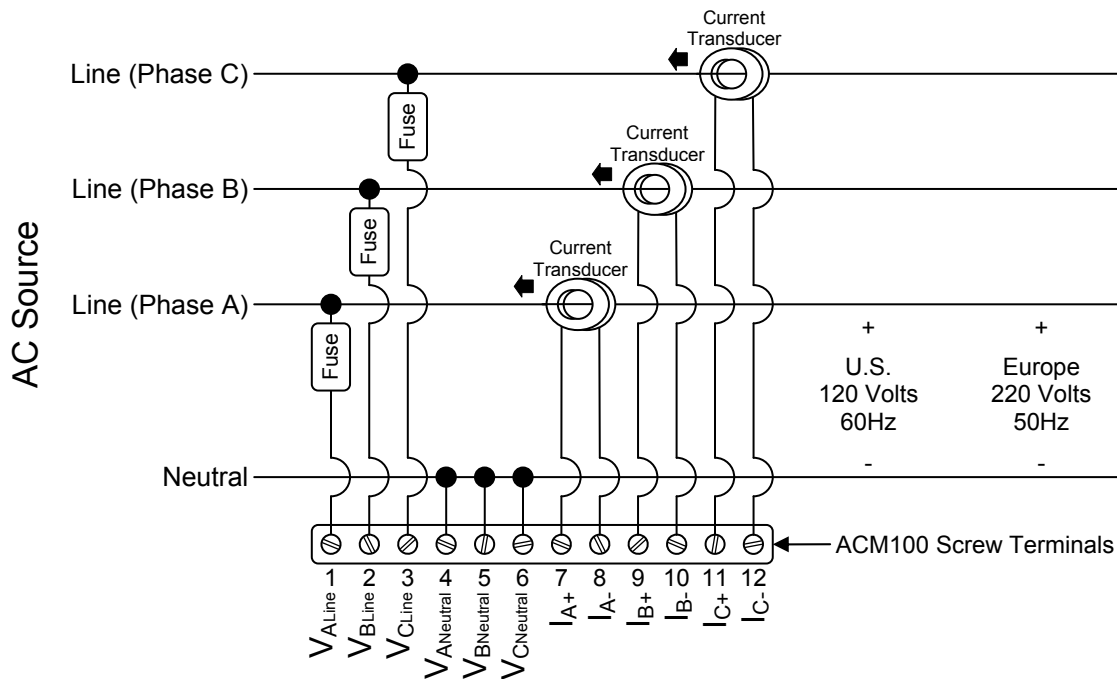 Current
Transducer
Line (Phase C)
Fuse
Current
Transducer
Line (Phase B)
Fuse
Current
Transducer
Line (Phase A)
Fuse
AC Source
+
U.S.
120 Volts
60Hz
-
+
Europe
220 Volts
50Hz
-
Neutral
ACM100 Screw Terminals
1 2 3 4 5 6 7 8 9 10 11 12
VALine
VBLine
VCLine
VANeutral
VBNeutral
VCNeutral
IA+
IA-
IB+
IB-
IC+
IC-